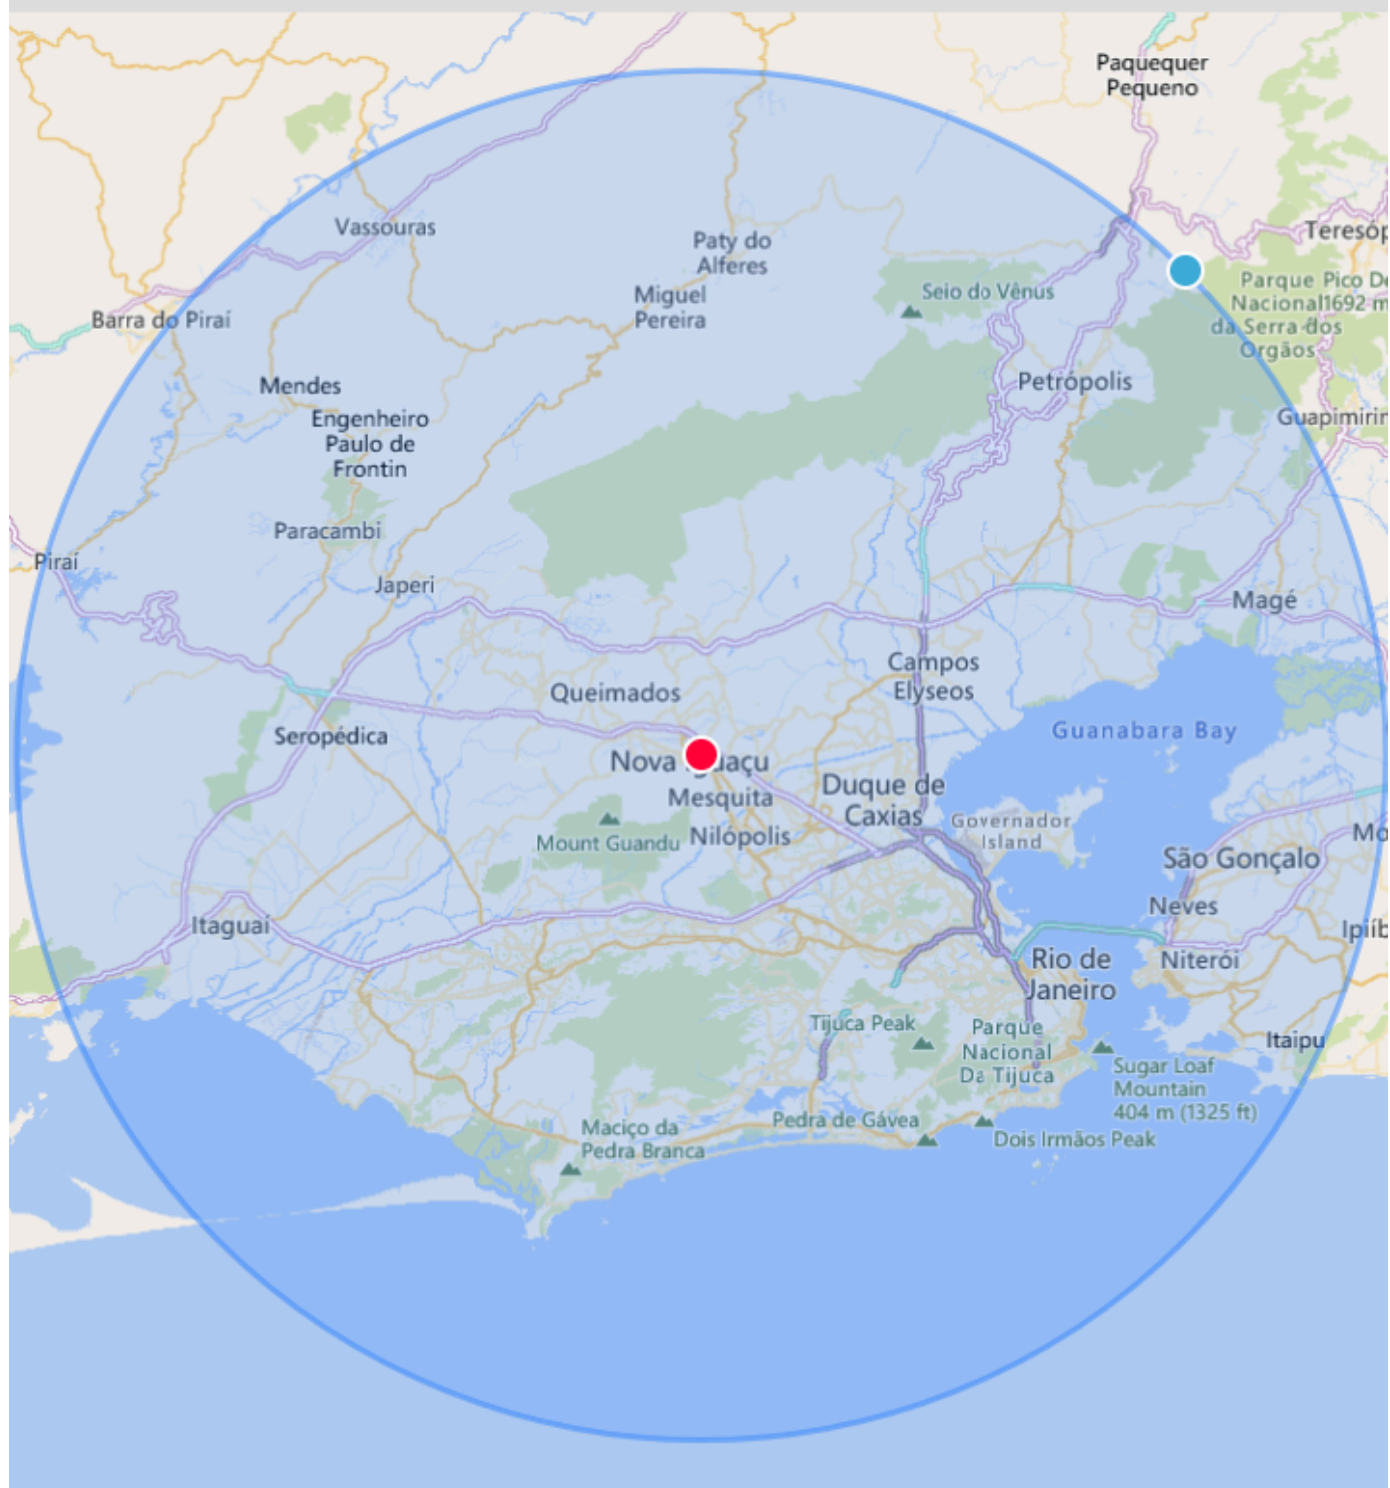 Paquequer
Pequeno
Vassouras
Teresóp
Paty do
Alferes
Parque Pico De
Nacional1692 m
da Serra dos
Orgãos
Seio do Vênus
Miguel
Pereira
Barra do Piraí
Mendes
Petrópolis
Engenheiro
Paulo de
Frontin
Guapimirin
Paracambi
Piraí
Japeri
Magé
Campos
Elyseos
Queimados
Guanabara Bay
Seropédica
Nova Iguaçu
Mesquita
Duque de
Caxias
Governador
Island
Mount Guandu
Nilópolis
Mo
São Gonçalo
Neves
Itaguaí
Ipiíb
Rio de
Janeiro
Niterói
Tijuca Peak
Parque
Nacional
Da Tijuca
Itaipu
Sugar Loaf
Mountain
404 m (1325 ft)
Pedra de Gávea
Dois Irmãos Peak
Maciço da
Pedra Branca